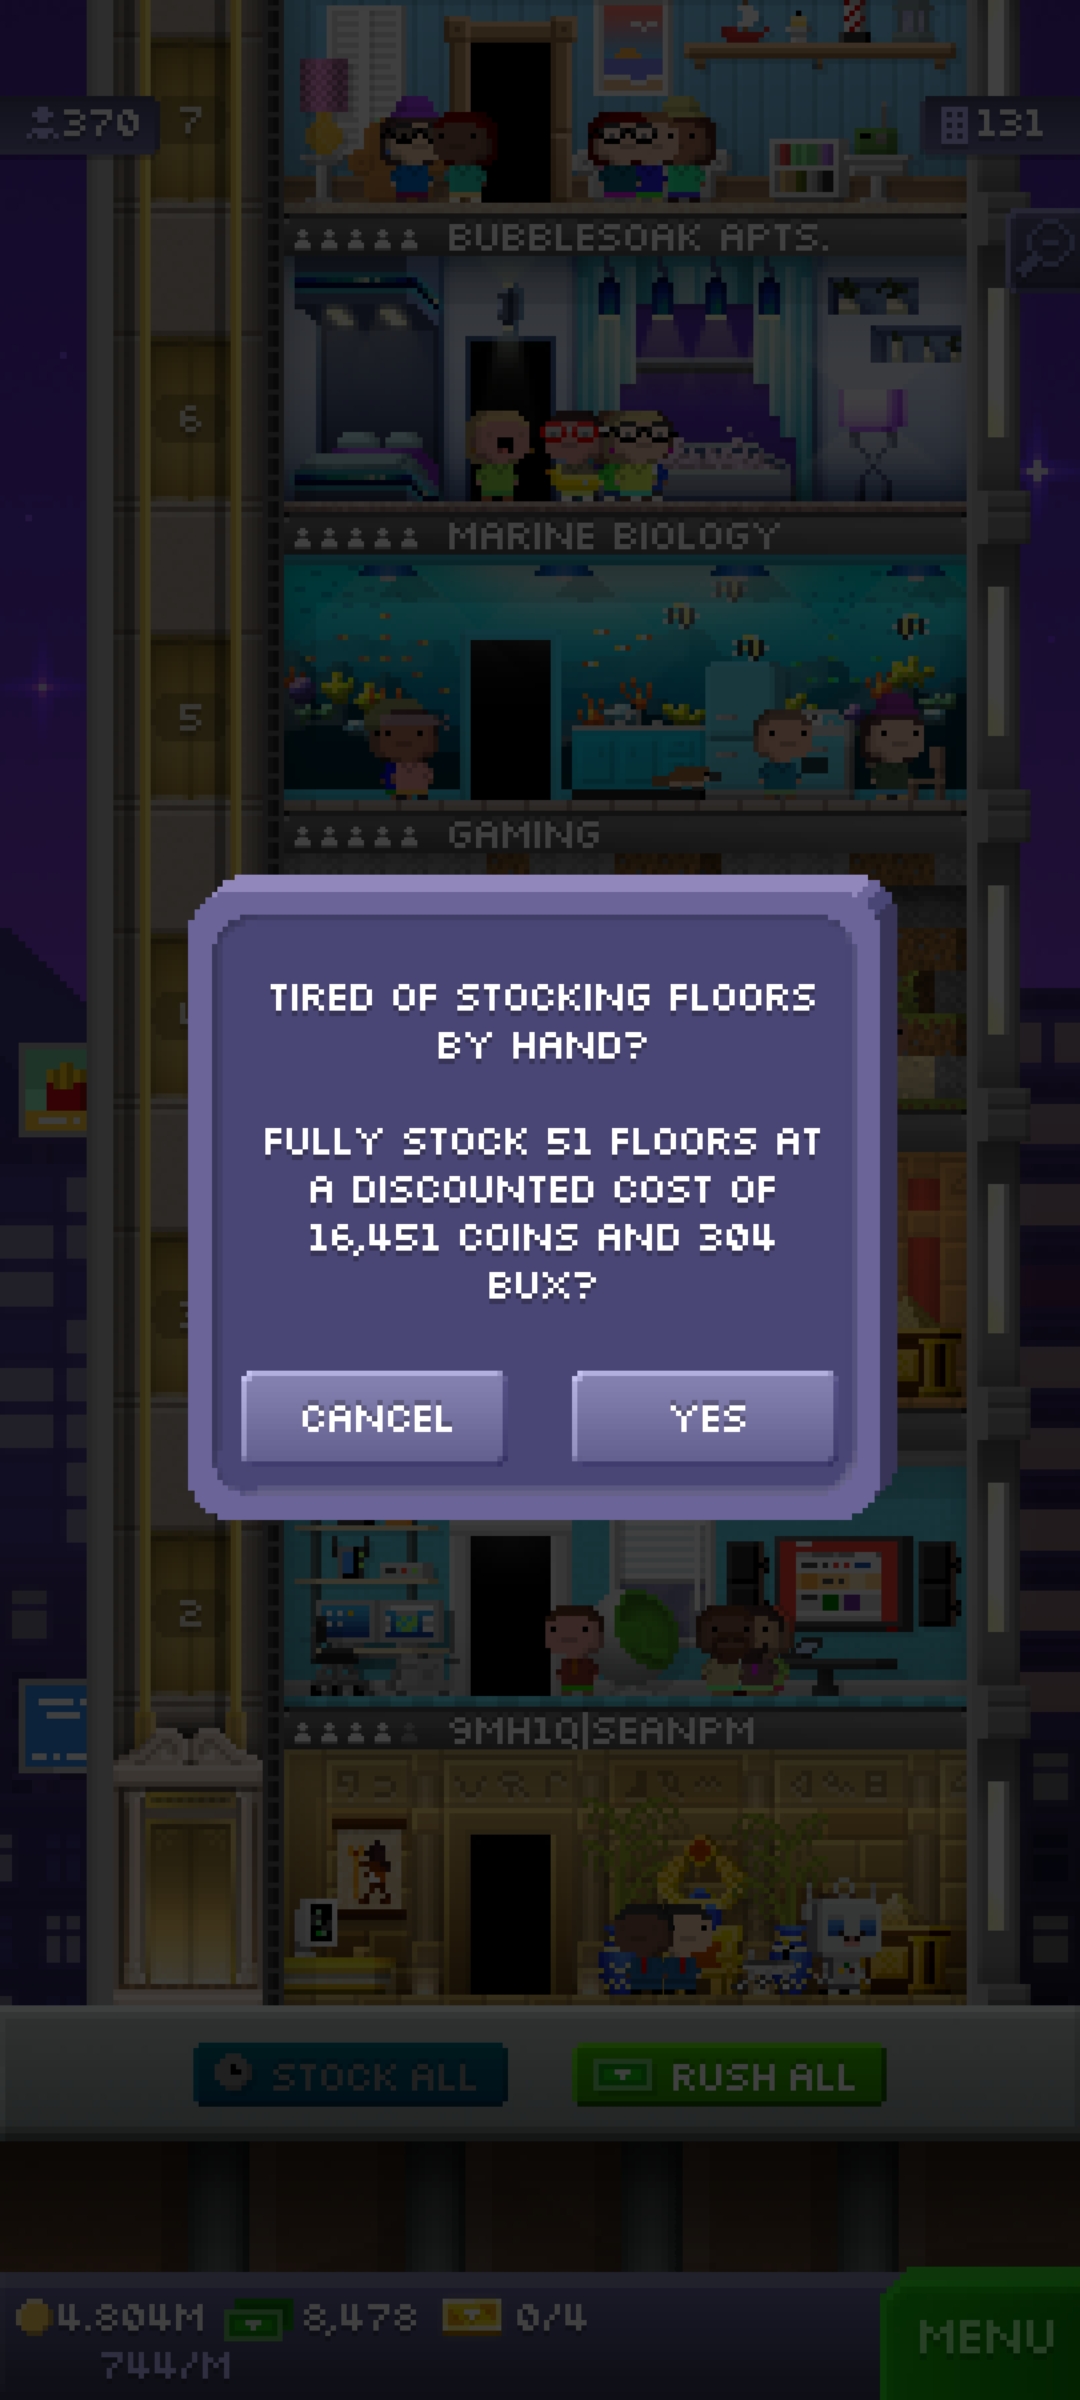 370
7
131
BUBBLESOAK APTS.
6
MARINE BIOLOGY
5
GAMING
TIRED OF STOCKING FLOORS
BY HAND?
FULLY STOCK 51 FLOORS AT
A DISCOUNTED COST OF
16,451 COINS AND 304
BUX?
CANCEL
YES
2
9MH1Q|SEANPM
STOCK ALL
RUSH ALL
4.804M
8,478
0/4
744/M
MENU